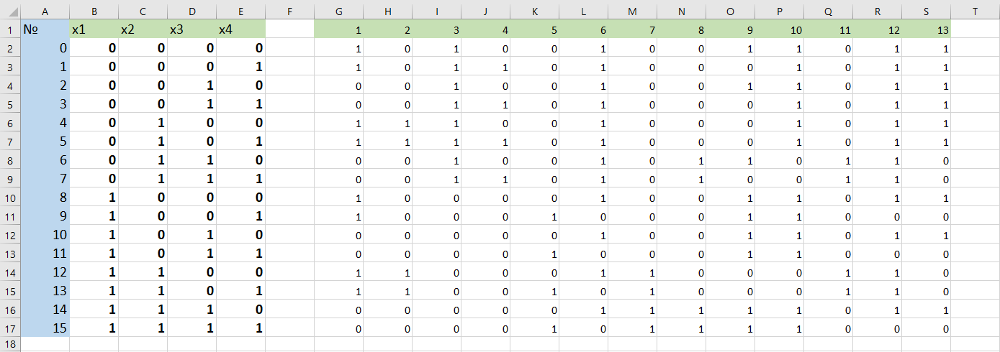 A B C D E F G H I J K L M N O P Q R S T
1 № x1 x2 x3 x4 1 2 3 4 5 6 7 8 9 10 11 12 13
2 0 0 0 0 0 1 0 1 0 0 1 0 0 1 1 0 1 1
3 1 0 0 0 1 1 0 1 1 0 1 0 0 0 1 0 1 1
4 2 0 0 1 0 0 0 1 0 0 1 0 0 1 1 0 1 1
5 3 0 0 1 1 0 0 1 1 0 1 0 0 0 1 0 1 1
6 4 0 1 0 0 1 1 1 0 0 1 0 0 0 1 0 1 1
7 5 0 1 0 1 1 1 1 1 0 1 0 0 0 1 0 1 1
8 6 0 1 1 0 0 0 1 0 0 1 0 1 1 0 1 1 0
9 7 0 1 1 1 0 0 1 1 0 1 0 1 0 0 1 1 0
10 8 1 0 0 0 1 0 0 0 0 1 0 0 1 1 0 1 1
11 9 1 0 0 1 1 0 0 0 1 0 0 0 1 1 0 0 0
12 10 1 0 1 0 0 0 0 0 0 1 0 0 1 1 0 1 1
13 11 1 0 1 1 0 0 0 0 1 0 0 0 1 1 0 0 0
14 12 1 1 0 0 1 1 0 0 0 1 1 0 0 0 1 1 0
15 13 1 1 0 1 1 1 0 0 1 0 1 0 0 0 1 1 0
16 14 1 1 1 0 0 0 0 0 0 1 1 1 1 1 0 1 1
17 15 1 1 1 1 0 0 0 0 1 0 1 1 1 1 0 0 0
18